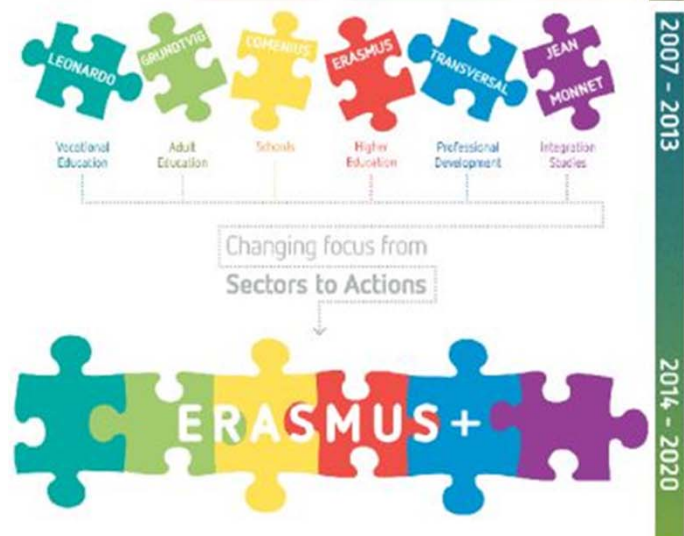 LEONARDO
GRUNDTVIG
COMENIUS
ERASMUS
TRANSVERSAL
JEAN
MONNET
Vocational
Education
Adult
Education
Schools
Higher
Education
Professional
Development
Integration
Studies
2007 - 2013
Changing focus from
Sectors to Actions
ERASMUS+
2014 - 2020